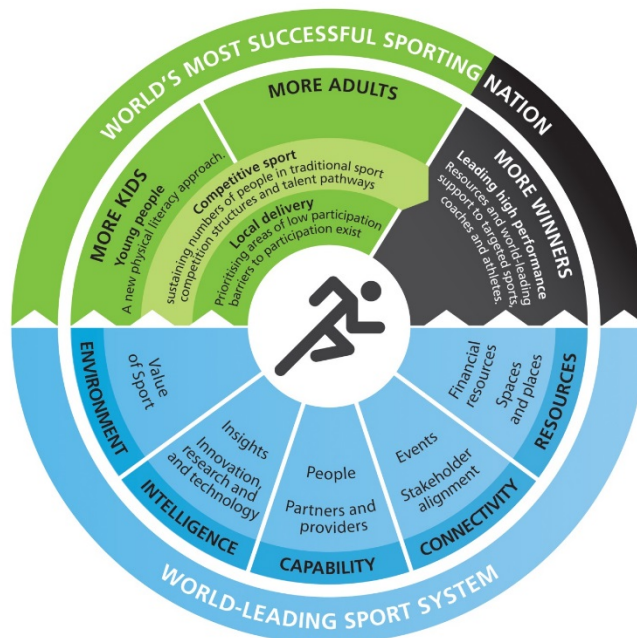 WORLD'S MOST SUCCESSFUL SPORTING NATION
MORE KIDS
Young people
A new physical literacy approach.
MORE ADULTS
Competitive sport
sustaining numbers of people in traditional sport
competition structures and talent pathways
Local delivery
Prioritising areas of low participation
barriers to participation exist
MORE WINNERS
Leading high performance
Resources and world-leading
support to targeted sports,
coaches and athletes.
ENVIRONMENT
Value
of Sport
INTELLIGENCE
Insights
Innovation,
research and
and technology
CAPABILITY
People
Partners and
providers
CONNECTIVITY
Events
Stakeholder
alignment
RESOURCES
Financial
resources
Spaces
and places
WORLD-LEADING SPORT SYSTEM